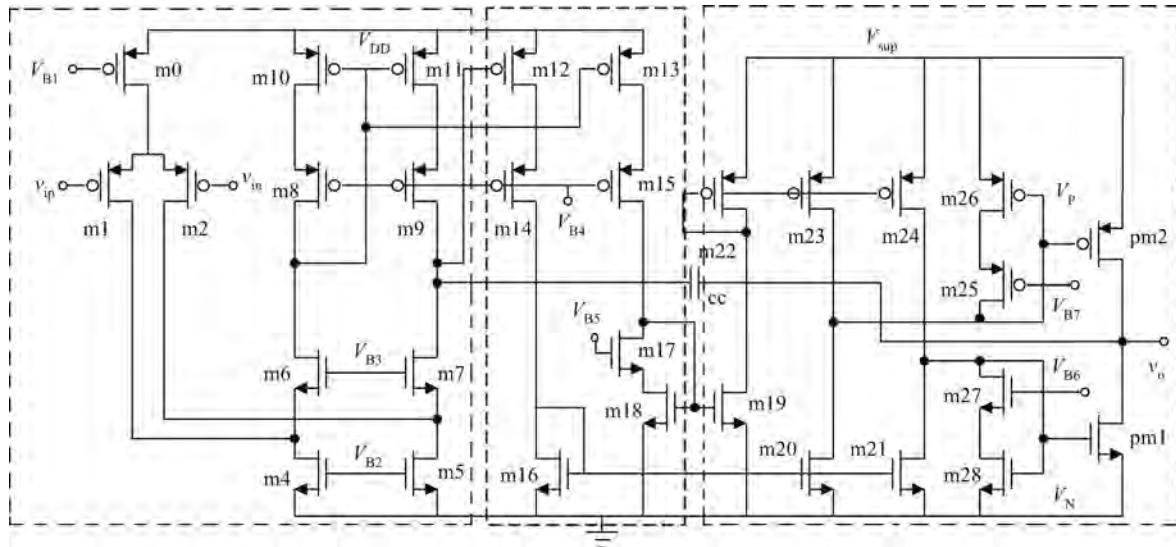 V_DD
V_sup
V_B1
m0
m10
m11
m12
m13
v_ip
v_in
m1
m2
m8
m9
m14
V_B4
m15
m22
m23
m24
m26
V_P
pm2
m25
V_B7
cc
V_B5
m17
v_o
V_B3
m6
m7
m18
m19
V_B6
m27
pm1
m4
V_B2
m5
m16
m20
m21
m28
V_N